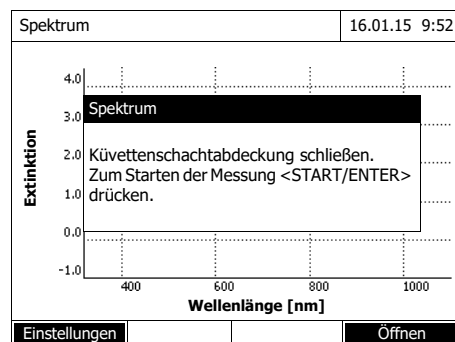 Spektrum
16.01.15 9:52
4.0
Spektrum
3.0
Extinktion
2.0
Küvettenschachtabdeckung schließen.
Zum Starten der Messung <START/ENTER>
1.0
drücken.
0.0
-1.0
400 600 800 1000
Wellenlänge [nm]
Einstellungen
Öffnen